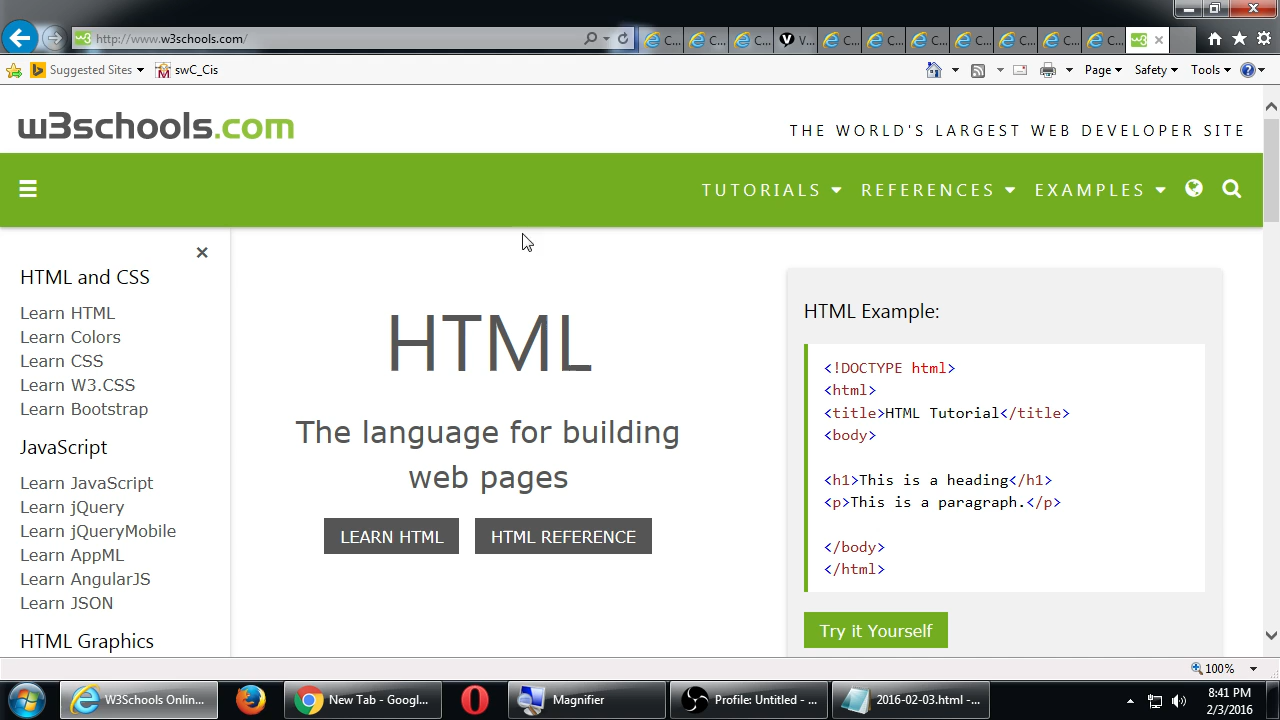 http://www.w3schools.com/
C...
C...
C...
V...
C...
C...
C...
C...
C...
C...
C...
Suggested Sites
swC_Cis
Page
Safety
Tools
w3schools.com
THE WORLD'S LARGEST WEB DEVELOPER SITE
TUTORIALS
REFERENCES
EXAMPLES
HTML and CSS
Learn HTML
Learn Colors
Learn CSS
Learn W3.CSS
Learn Bootstrap
JavaScript
Learn JavaScript
Learn jQuery
Learn jQueryMobile
Learn AppML
Learn AngularJS
Learn JSON
HTML Graphics
HTML
The language for building
web pages
LEARN HTML
HTML REFERENCE
HTML Example:
<!DOCTYPE html>
<html>
<title>HTML Tutorial</title>
<body>
<h1>This is a heading</h1>
<p>This is a paragraph.</p>
</body>
</html>
Try it Yourself
100%
W3Schools Onlin...
New Tab - Googl...
Magnifier
Profile: Untitled - ...
2016-02-03.html -...
8:41 PM
2/3/2016